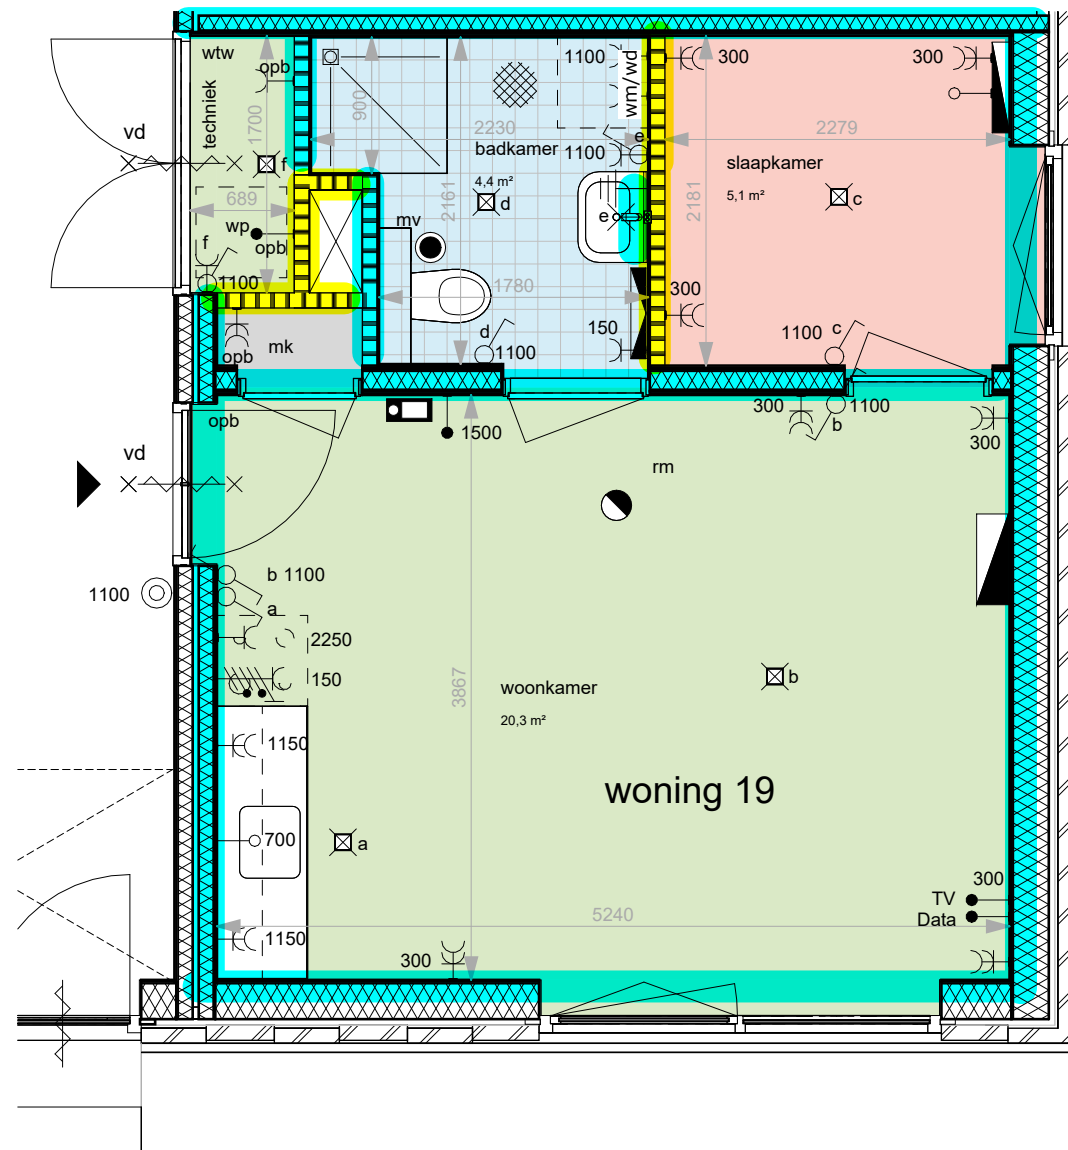 wtw
opb
1100
wm/wd
300
300
techniek
1700
900
vd
2230
e
2279
badkamer
1100
f
slaapkamer
4,4 m²
5,1 m²
689
2161
d
2181
c
mv
e
wp
f
opb
1100
1780
300
150
d
1100
c
1100
mk
opb
opb
1500
300
1100
b
300
vd
rm
b 1100
1100
a
2250
150
3867
woonkamer
b
20,3 m²
1150
woning 19
700
a
300
TV
Data
5240
1150
300